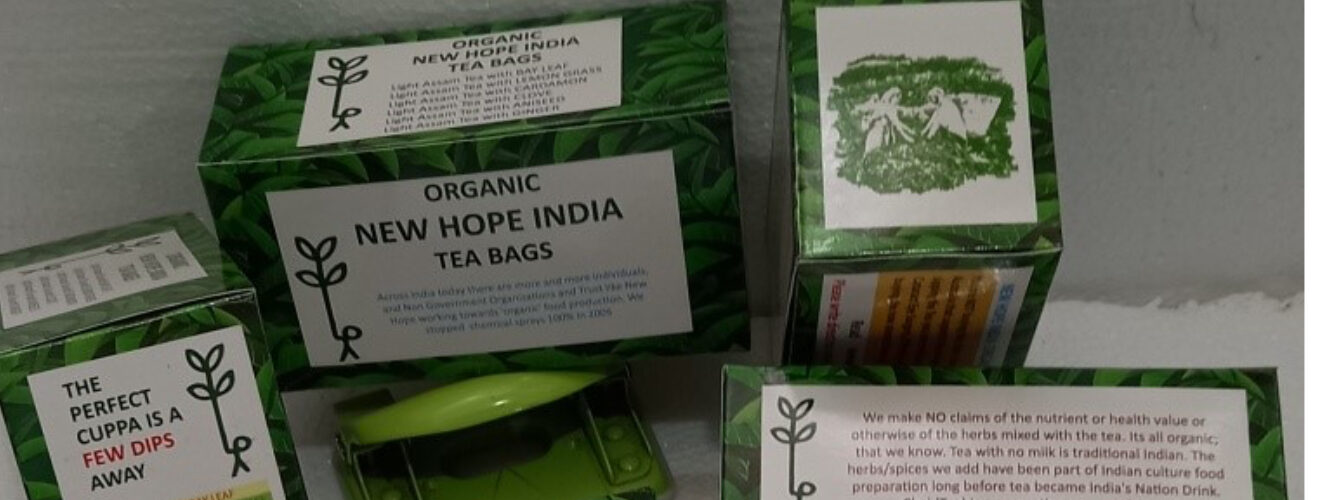 ORGANIC
NEW HOPE INDIA
TEA BAGS
Light Assam Tea with BAY LEAF
Light Assam Tea with LEMON GRASS
Light Assam Tea with CARDAMON
Light Assam Tea with CLOVE
Light Assam Tea with ANISEED
Light Assam Tea with GINGER
ORGANIC
NEW HOPE INDIA
TEA BAGS
Across India today there are more and more individuals,
and Non Government Organizations and Trust like New
Hope working towards 'organic' food production. We
stopped chemical sprays 100% in 2005
THE
PERFECT
CUPPA IS A
FEW DIPS
AWAY
LEAF
We make NO claims of the nutrient or health value or
otherwise of the herbs mixed with the tea. Its all organic;
that we know. Tea with no milk is traditional Indian. The
herbs/spices we add have been part of Indian culture food
preparation long before tea became India's Nation Drink.